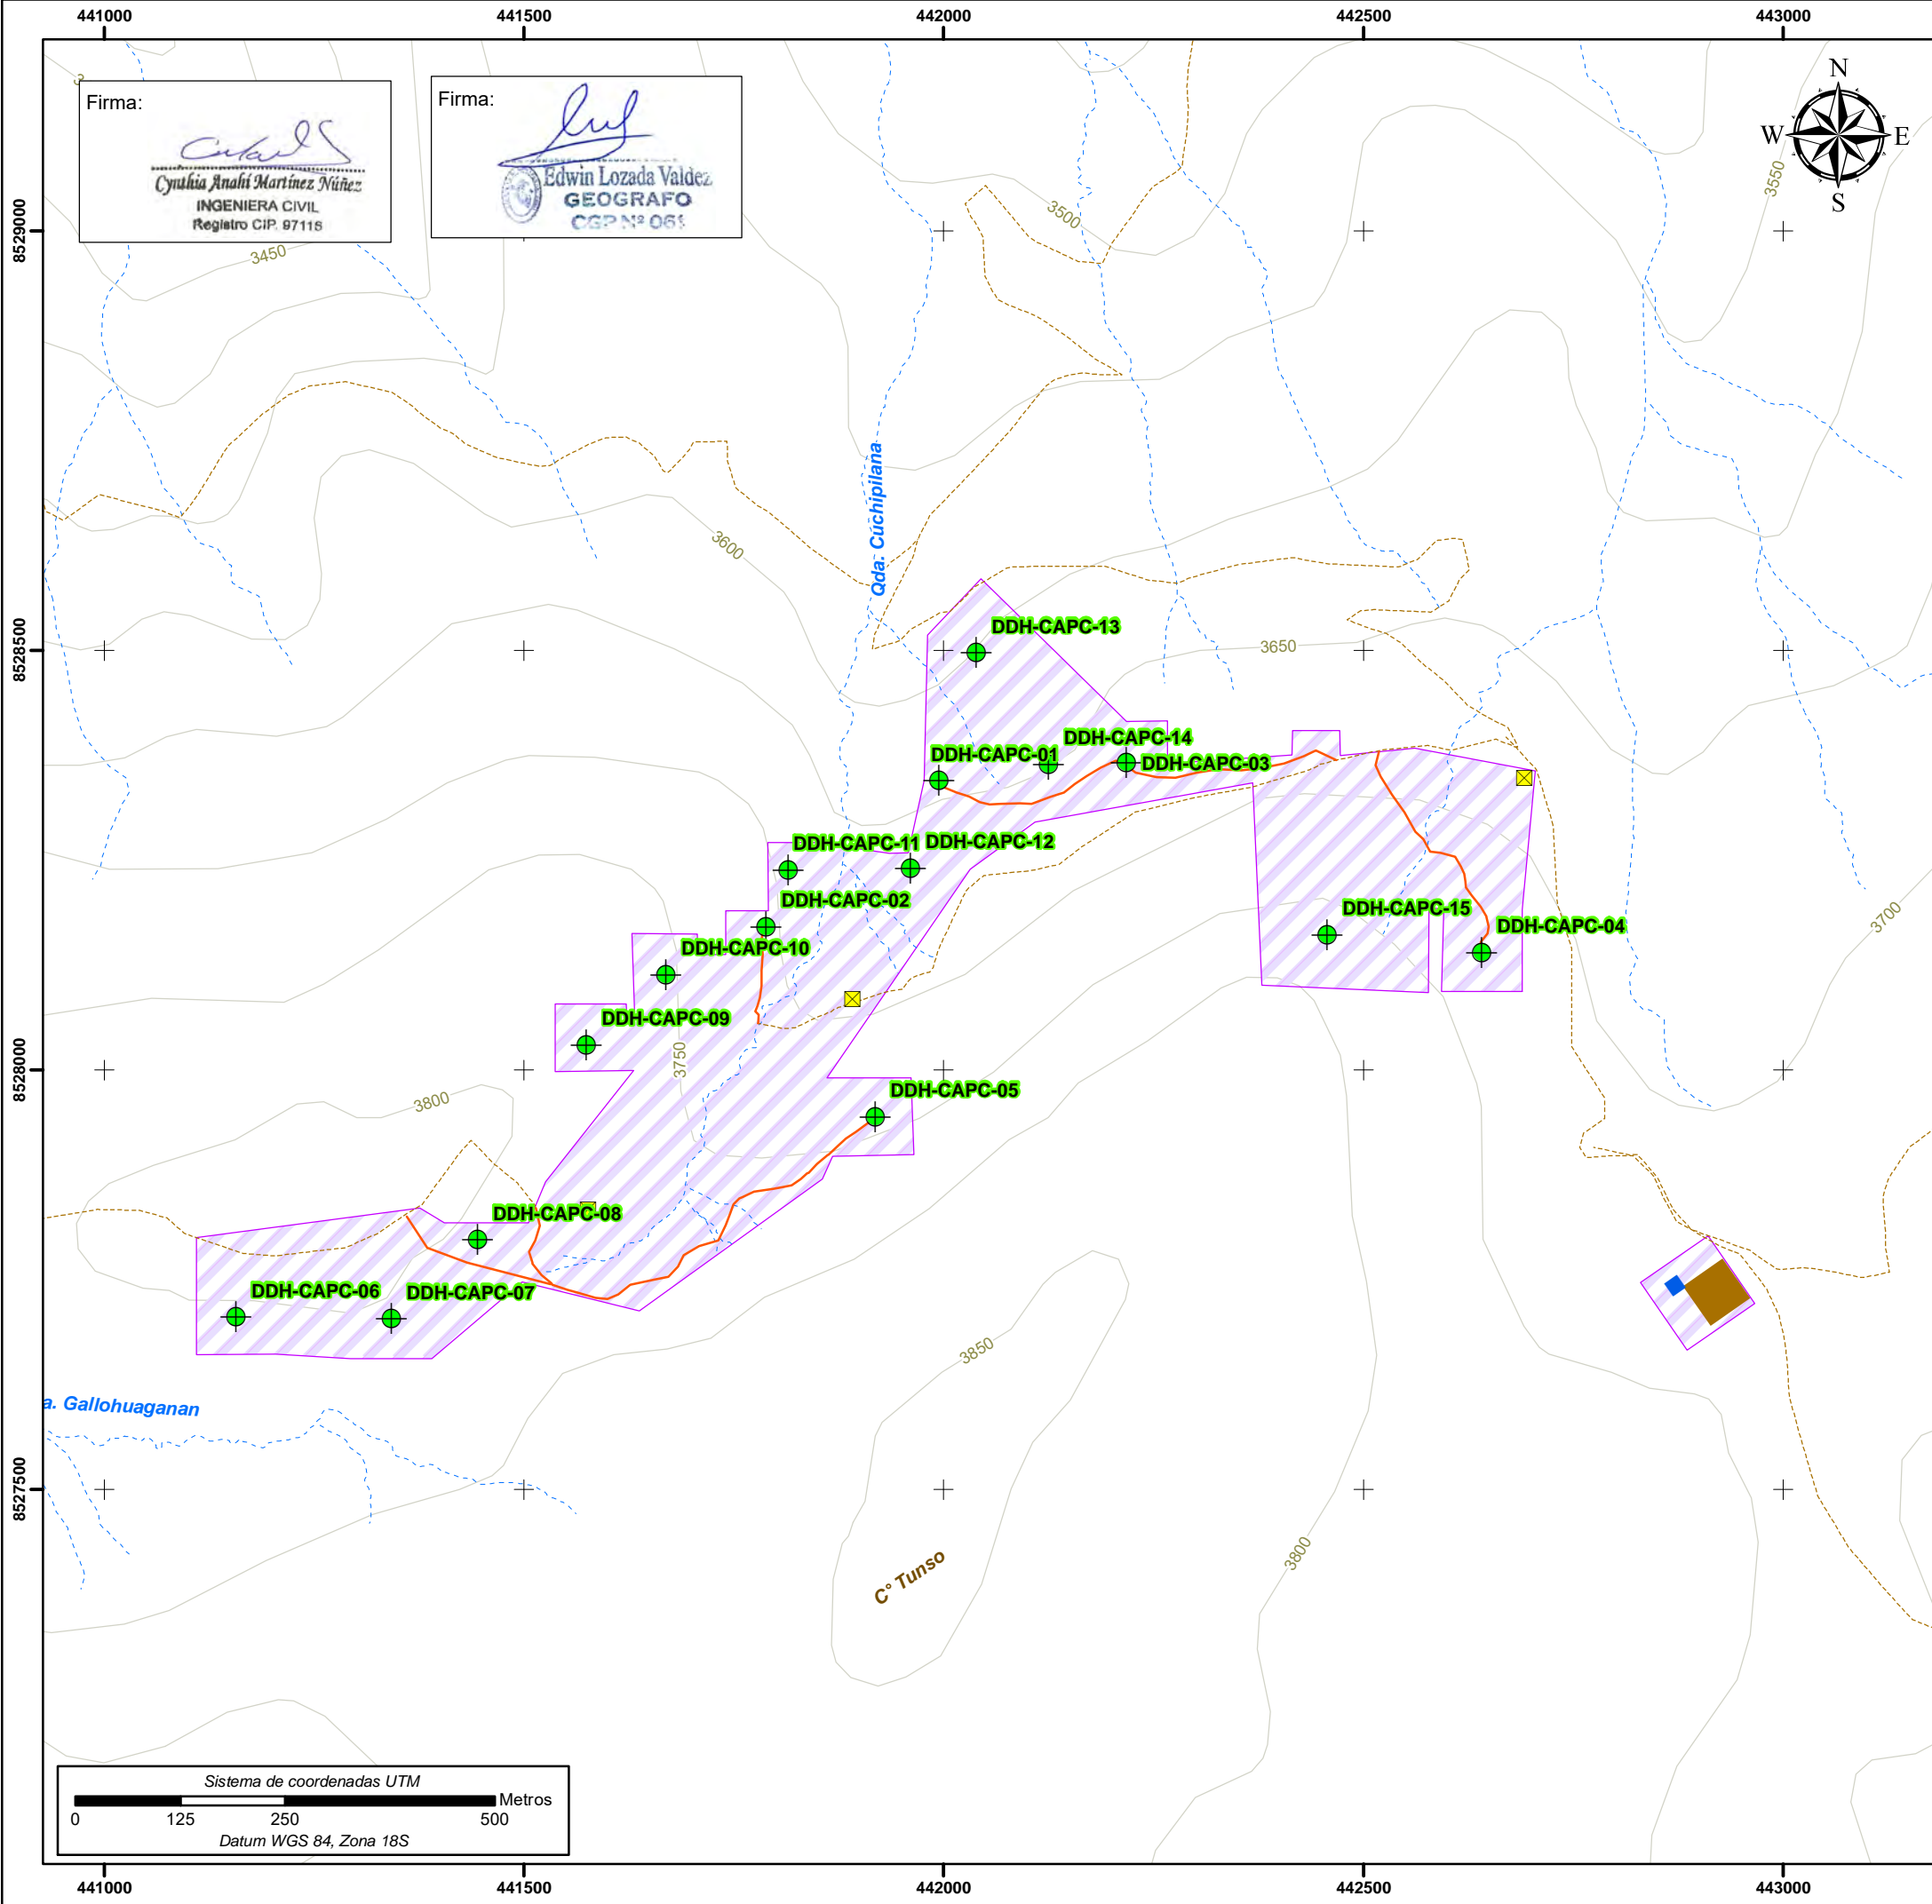 441000
441500
442000
442500
443000
8529000
8528500
8528000
8527500
Firma:
Cynthia Anahí Martínez Núñez
INGENIERA CIVIL
Registro CIP. 97115
Firma:
Edwin Lozada Valdez
GEOGRAFO
CGP Nº 061
N
W
E
S
3450
3500
3550
3600
3650
3700
3750
3800
3850
3800
Qda. Cuchipilana
DDH-CAPC-13
DDH-CAPC-14
DDH-CAPC-01
DDH-CAPC-03
DDH-CAPC-11
DDH-CAPC-12
DDH-CAPC-02
DDH-CAPC-15
DDH-CAPC-04
DDH-CAPC-10
DDH-CAPC-09
DDH-CAPC-05
DDH-CAPC-08
DDH-CAPC-06
DDH-CAPC-07
a. Gallohuaganan
C° Tunso
Sistema de coordenadas UTM
Metros
0 125 250 500
Datum WGS 84, Zona 18S
441000
441500
442000
442500
443000